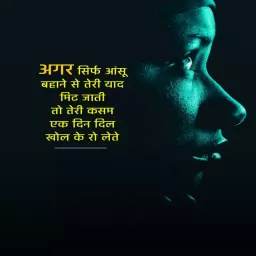 अगर सिर्फ आंसू
बहाने से तेरी याद
मिट जाती
तो तेरी कसम
एक दिन दिल
खोल के रो लेते